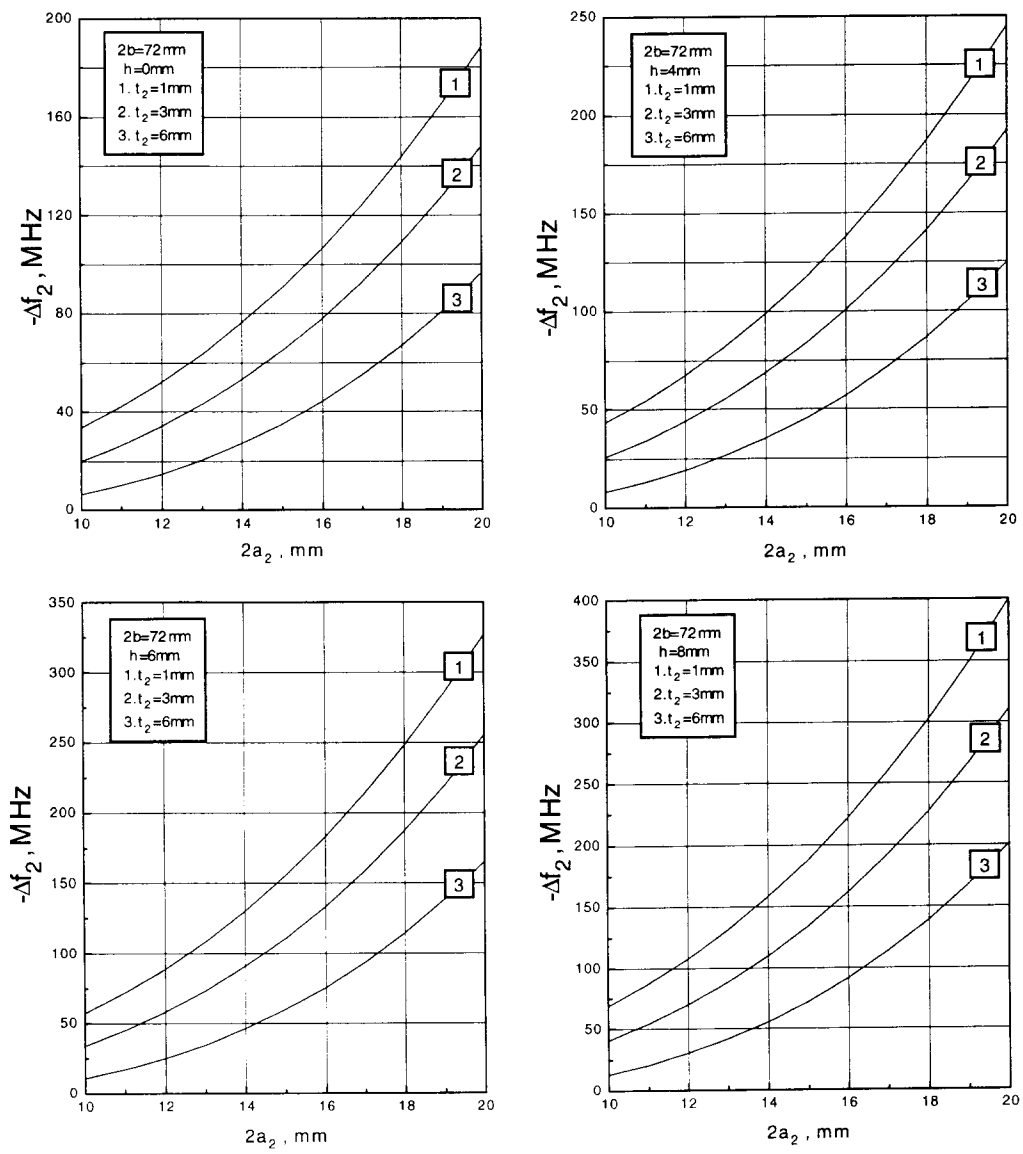 200
160
120
80
40
0
-Δf₂, MHz
2b=72mm
h=0mm
1. t₂=1mm
2. t₂=3mm
3. t₂=6mm
1
2
3
10 12 14 16 18 20
2a₂ , mm
250
200
150
100
50
0
-Δf₂, MHz
2b=72mm
h=4mm
1.t₂=1mm
2.t₂=3mm
3.t₂=6mm
1
2
3
10 12 14 16 18 20
2a₂ , mm
350
300
250
200
150
100
50
0
-Δf₂, MHz
2b=72mm
h=6mm
1.t₂=1mm
2.t₂=3mm
3.t₂=6mm
1
2
3
10 12 14 16 18 20
2a₂ , mm
400
350
300
250
200
150
100
50
0
-Δf₂, MHz
2b=72mm
h=8mm
1.t₂=1mm
2.t₂=3mm
3.t₂=6mm
1
2
3
10 12 14 16 18 20
2a₂ , mm